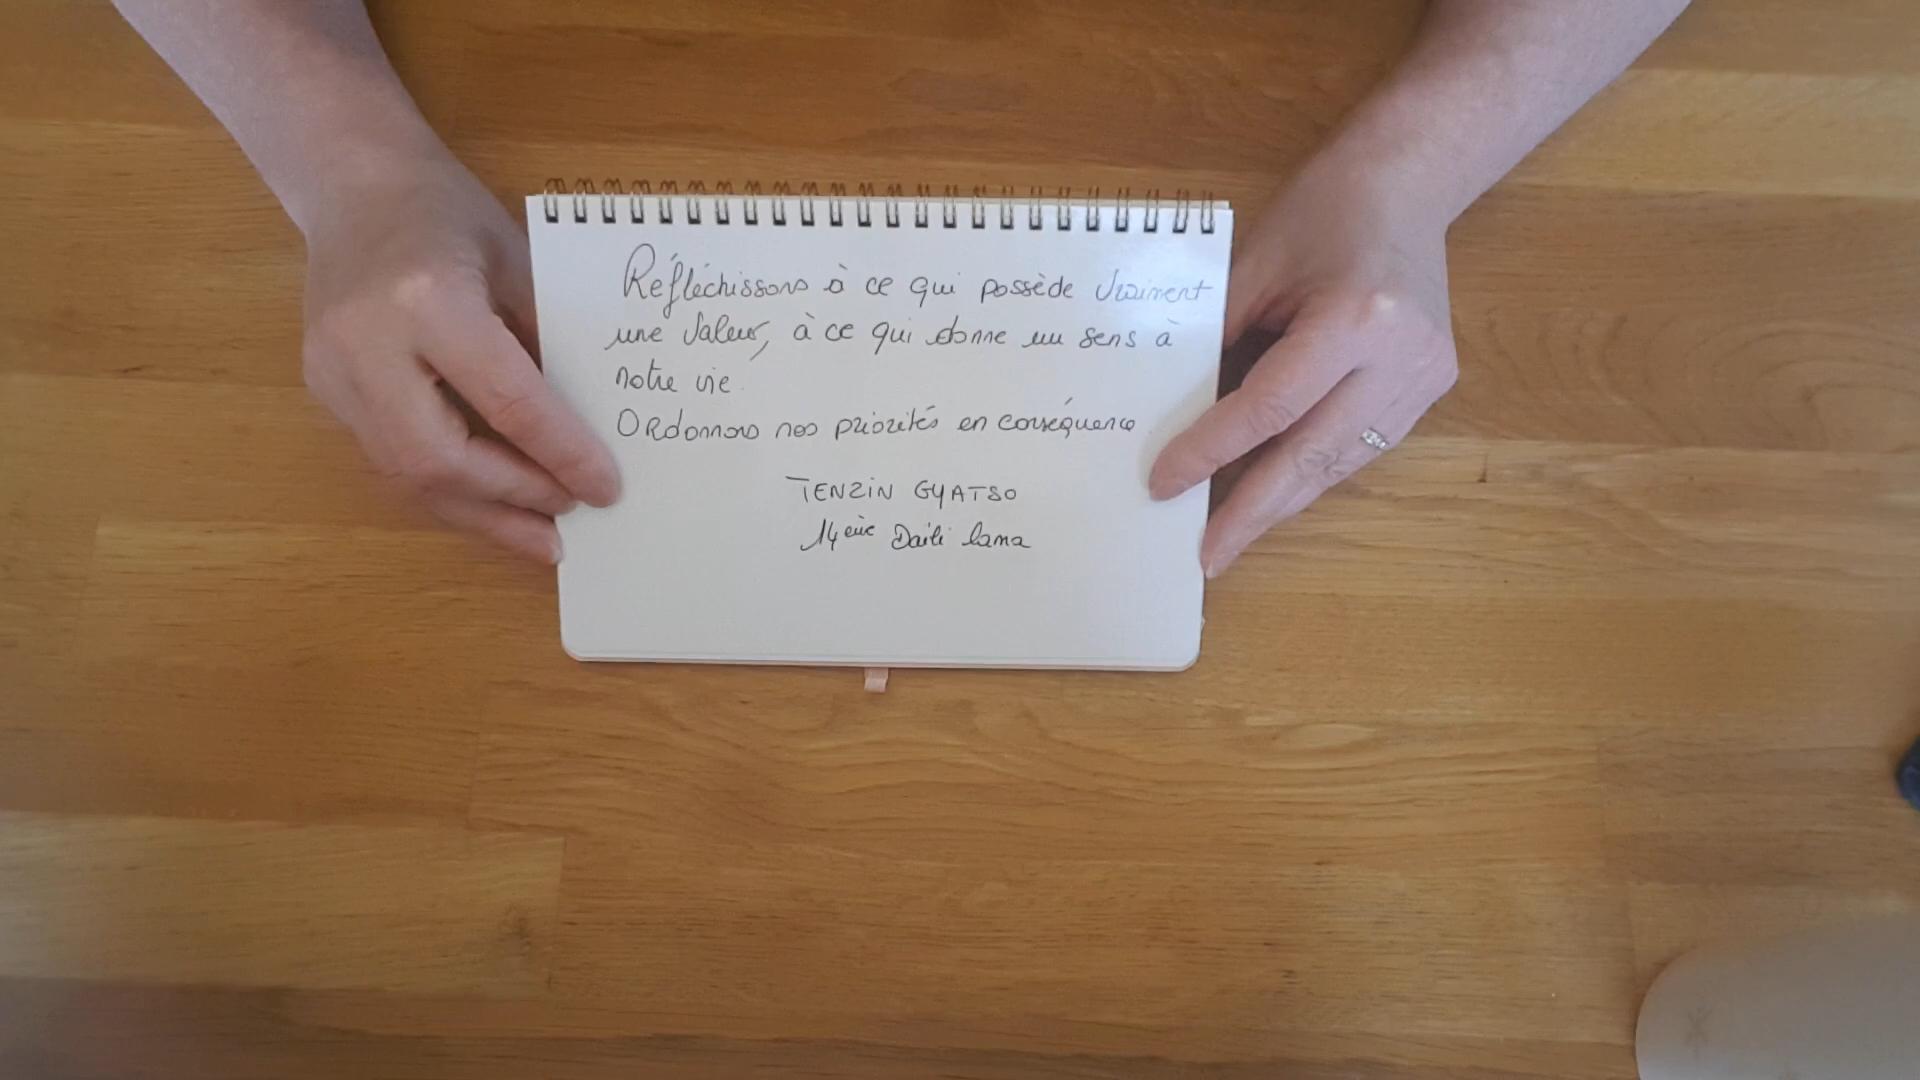 Réfléchissons à ce qui possède vraiment
une valeur, à ce qui donne un sens à
notre vie.
Ordonnons nos priorités en conséquence.
TENZIN GYATSO
14ème Daili lama